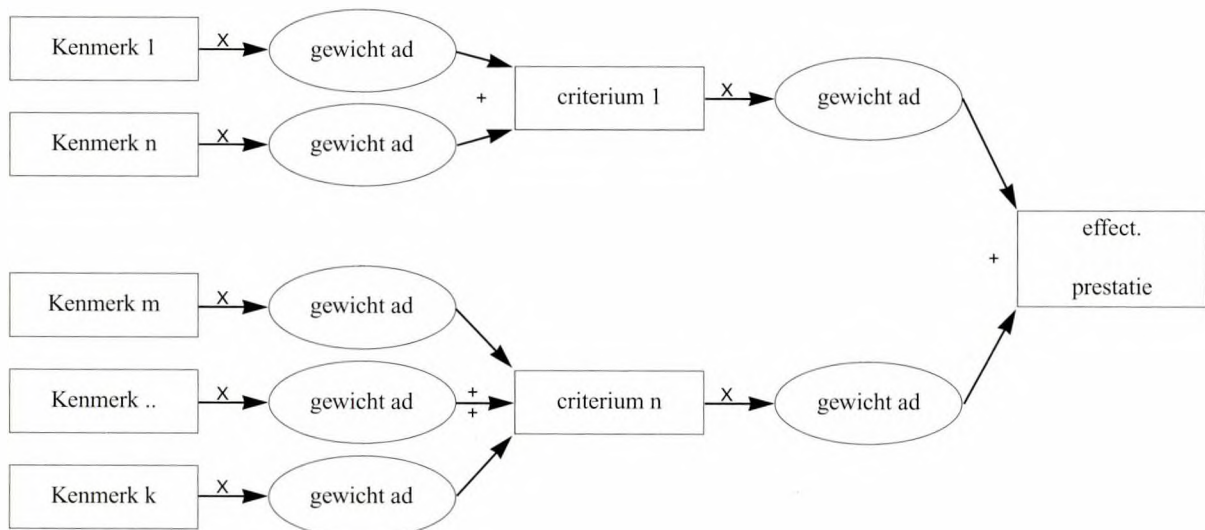 Kenmerk 1 X gewicht ad
+ criterium 1 X gewicht ad
Kenmerk n X gewicht ad
effect.
+
prestatie
Kenmerk m X gewicht ad
Kenmerk .. X gewicht ad + + criterium n X gewicht ad
Kenmerk k X gewicht ad